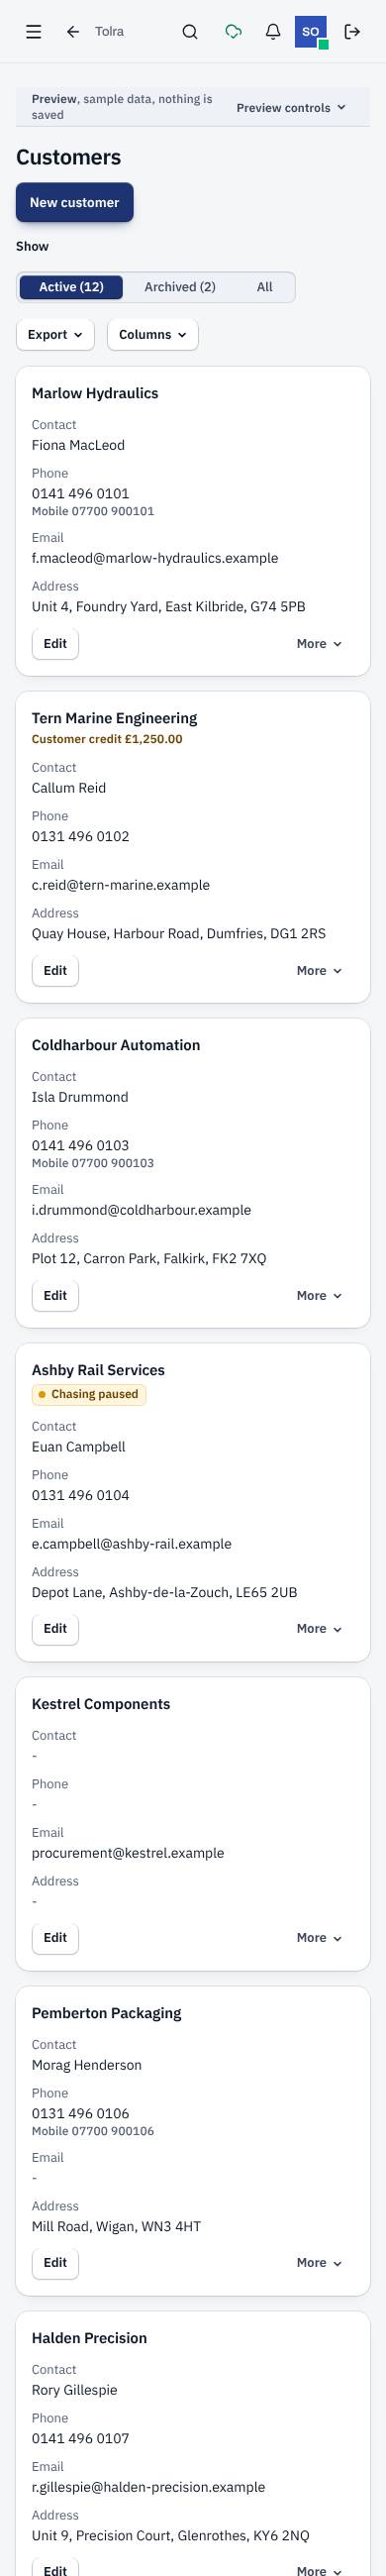 Tolra
SO
Preview, sample data, nothing is
saved
Preview controls
Customers
New customer
Show
Active (12)
Archived (2)
All
Export
Columns
Marlow Hydraulics
Contact
Fiona MacLeod
Phone
0141 496 0101
Mobile 07700 900101
Email
f.macleod@marlow-hydraulics.example
Address
Unit 4, Foundry Yard, East Kilbride, G74 5PB
Edit
More
Tern Marine Engineering
Customer credit £1,250.00
Contact
Callum Reid
Phone
0131 496 0102
Email
c.reid@tern-marine.example
Address
Quay House, Harbour Road, Dumfries, DG1 2RS
Edit
More
Coldharbour Automation
Contact
Isla Drummond
Phone
0141 496 0103
Mobile 07700 900103
Email
i.drummond@coldharbour.example
Address
Plot 12, Carron Park, Falkirk, FK2 7XQ
Edit
More
Ashby Rail Services
Chasing paused
Contact
Euan Campbell
Phone
0131 496 0104
Email
e.campbell@ashby-rail.example
Address
Depot Lane, Ashby-de-la-Zouch, LE65 2UB
Edit
More
Kestrel Components
Contact
-
Phone
-
Email
procurement@kestrel.example
Address
-
Edit
More
Pemberton Packaging
Contact
Morag Henderson
Phone
0131 496 0106
Mobile 07700 900106
Email
-
Address
Mill Road, Wigan, WN3 4HT
Edit
More
Halden Precision
Contact
Rory Gillespie
Phone
0141 496 0107
Email
r.gillespie@halden-precision.example
Address
Unit 9, Precision Court, Glenrothes, KY6 2NQ
Edit
More